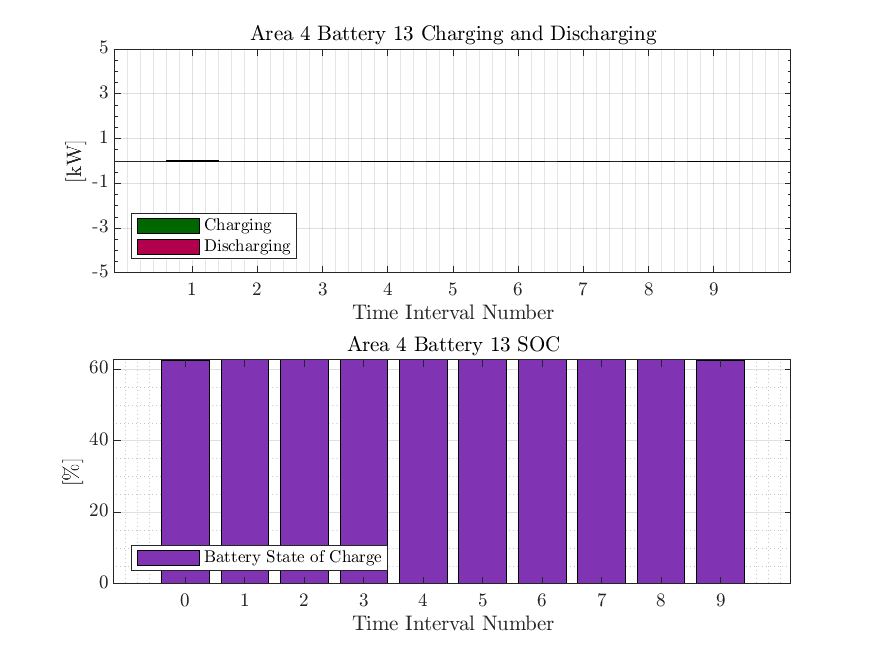 Area 4 Battery 13 Charging and Discharging
5
3
1
-1
-3
-5
[kW]
Charging
Discharging
1 2 3 4 5 6 7 8 9
Time Interval Number
Area 4 Battery 13 SOC
60
40
20
0
[%]
Battery State of Charge
0 1 2 3 4 5 6 7 8 9
Time Interval Number